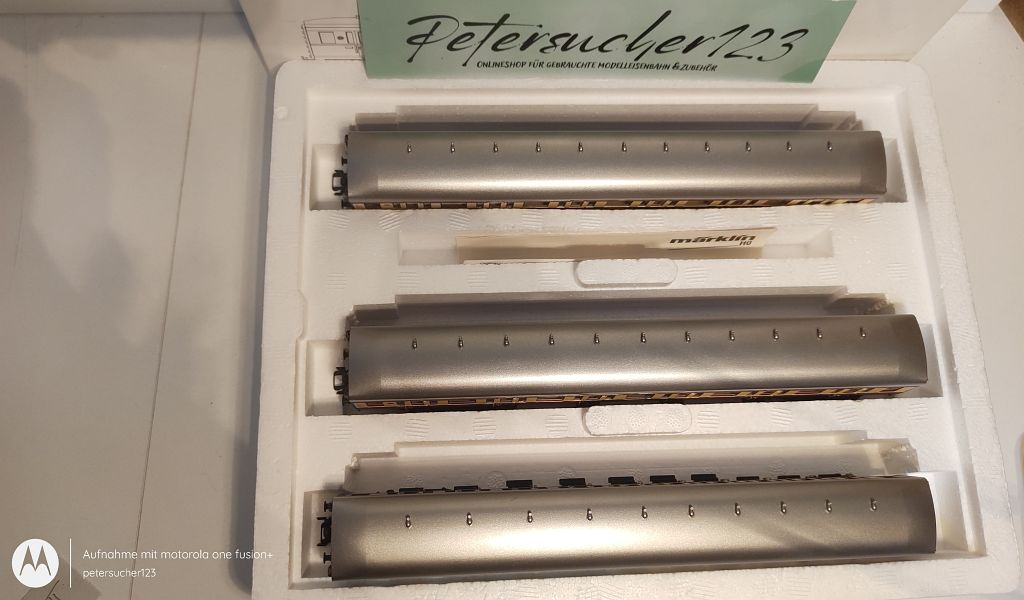 Petersucher123
ONLINESHOP FÜR GEBRAUCHTE MODELLEISENBAHN & ZUBEHÖR
märklin
HO
Aufnahme mit motorola one fusion+
petersucher123